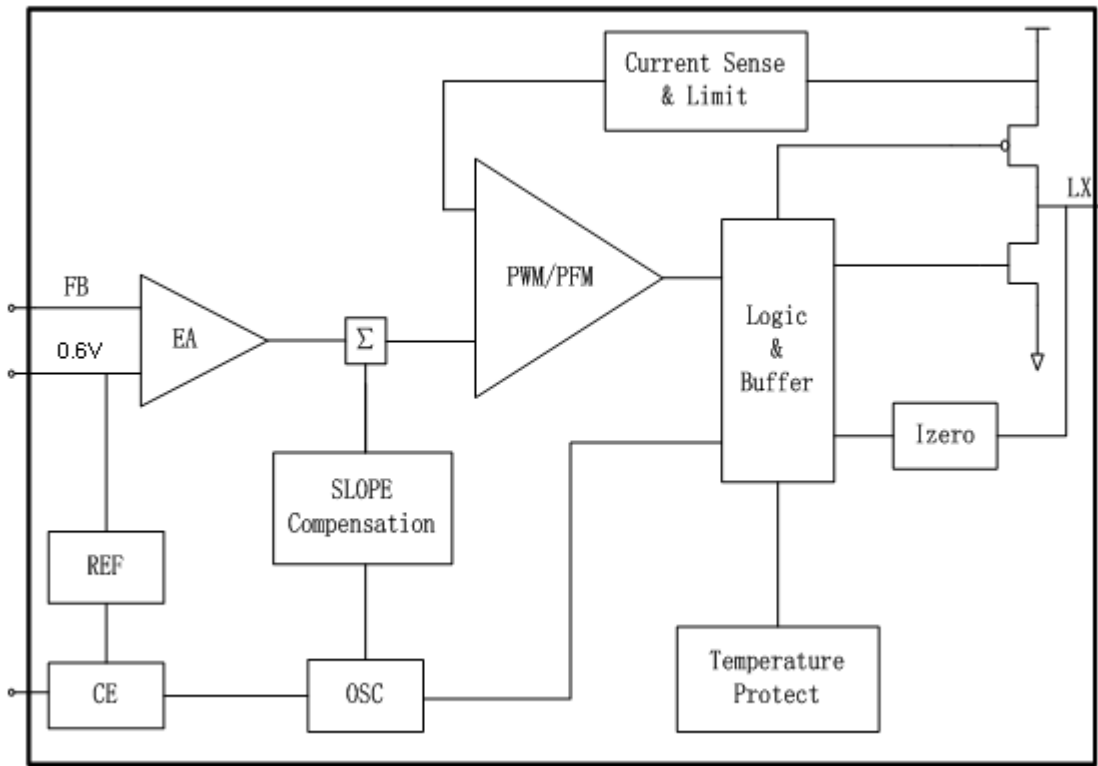 Current Sense
& Limit
LX
FB
PWM/PFM
0.6V
EA
Σ
Logic
&
Buffer
Izero
SLOPE
Compensation
REF
Temperature
Protect
CE
OSC